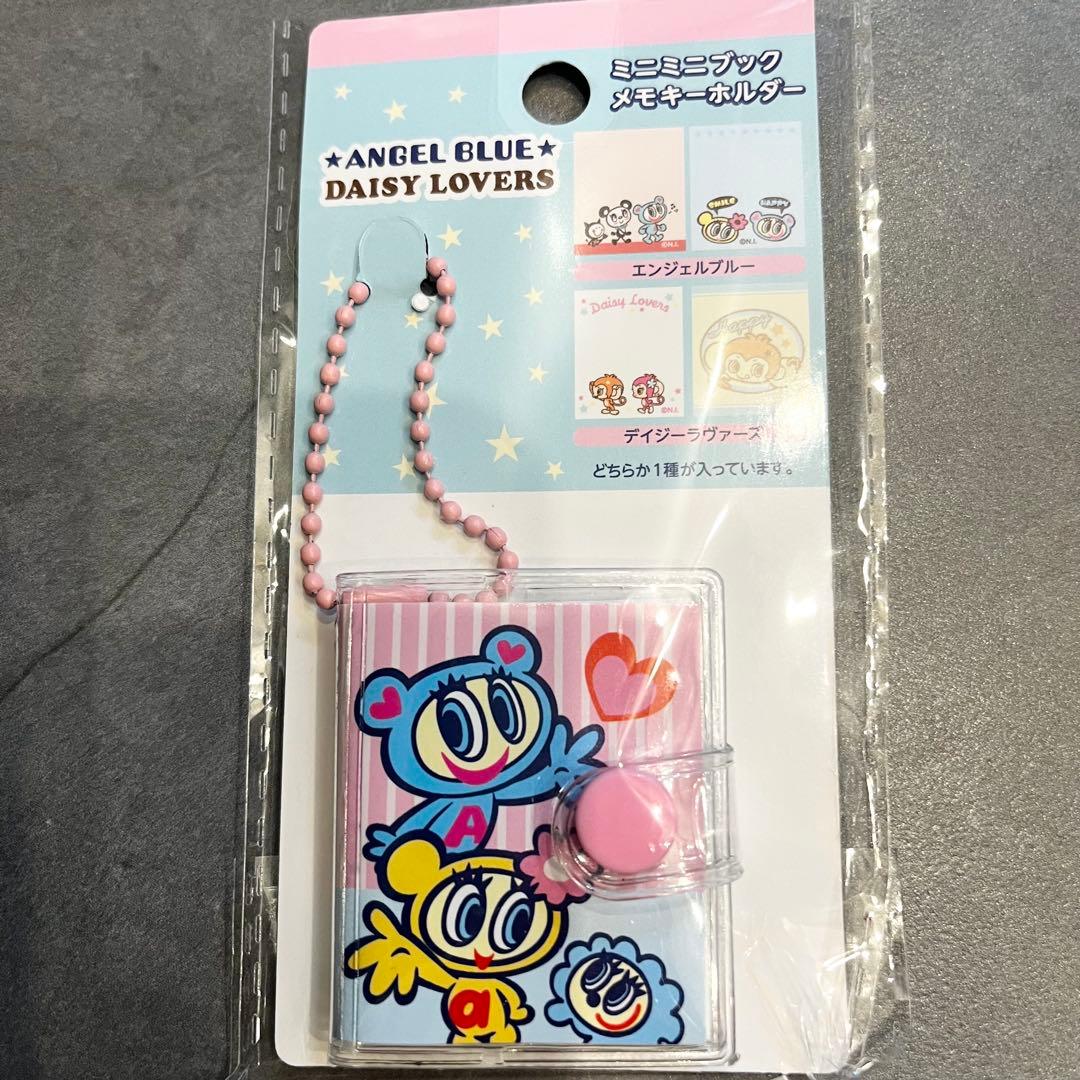 ミニミニブック
メモキーホルダー
★ANGEL BLUE★
DAISY LOVERS
SMILE
HAPPY
©N.I.
©N.I.
エンジェルブルー
Daisy Lovers
Happy
©N.I.
デイジーラヴァーズ
どちらか1種が入っています。
A
a